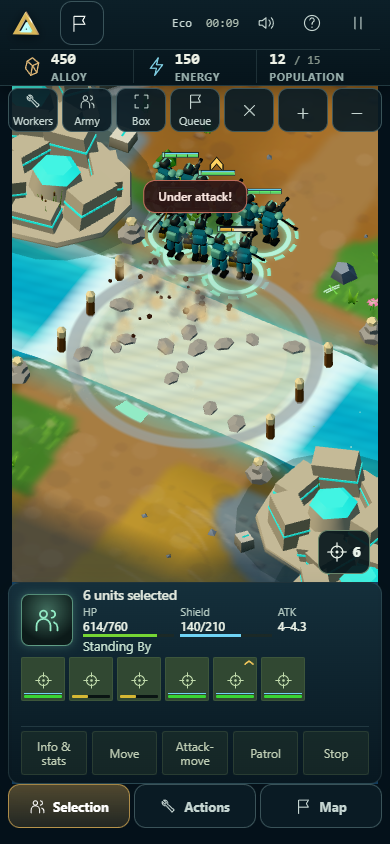 Eco 00:09
450
ALLOY
150
ENERGY
12 / 15
POPULATION
Workers
Army
Box
Queue
Under attack!
6
6 units selected
HP
614/760
Shield
140/210
ATK
4–4.3
Standing By
Info & stats
Move
Attack-move
Patrol
Stop
Selection
Actions
Map